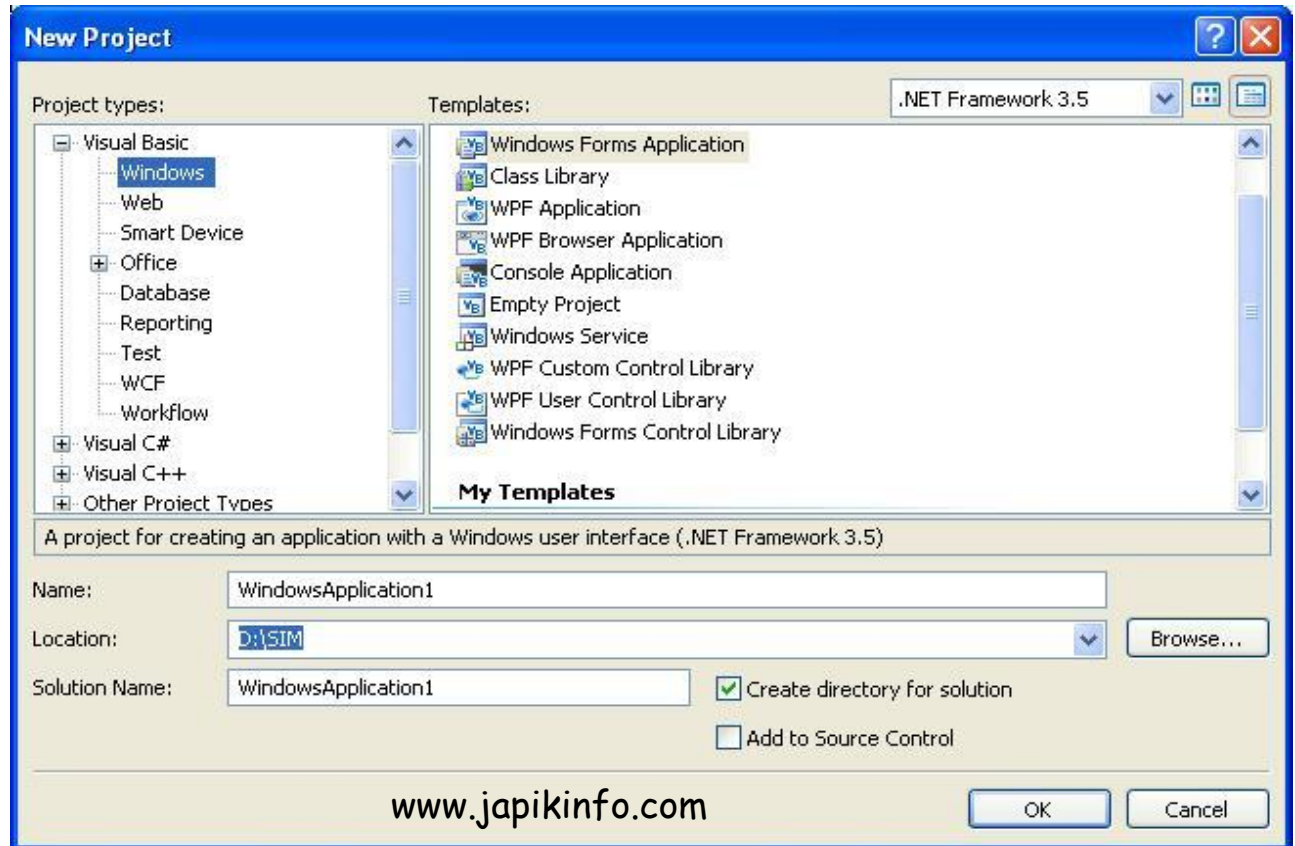 New Project
Project types:
Templates:
.NET Framework 3.5
Visual Basic
Windows
Web
Smart Device
Office
Database
Reporting
Test
WCF
Workflow
Visual C#
Visual C++
Other Project Types
Windows Forms Application
Class Library
WPF Application
WPF Browser Application
Console Application
Empty Project
Windows Service
WPF Custom Control Library
WPF User Control Library
Windows Forms Control Library
My Templates
A project for creating an application with a Windows user interface (.NET Framework 3.5)
Name: WindowsApplication1
Location: D:\SIM Browse...
Solution Name: WindowsApplication1 Create directory for solution
Add to Source Control
www.japikinfo.com OK Cancel